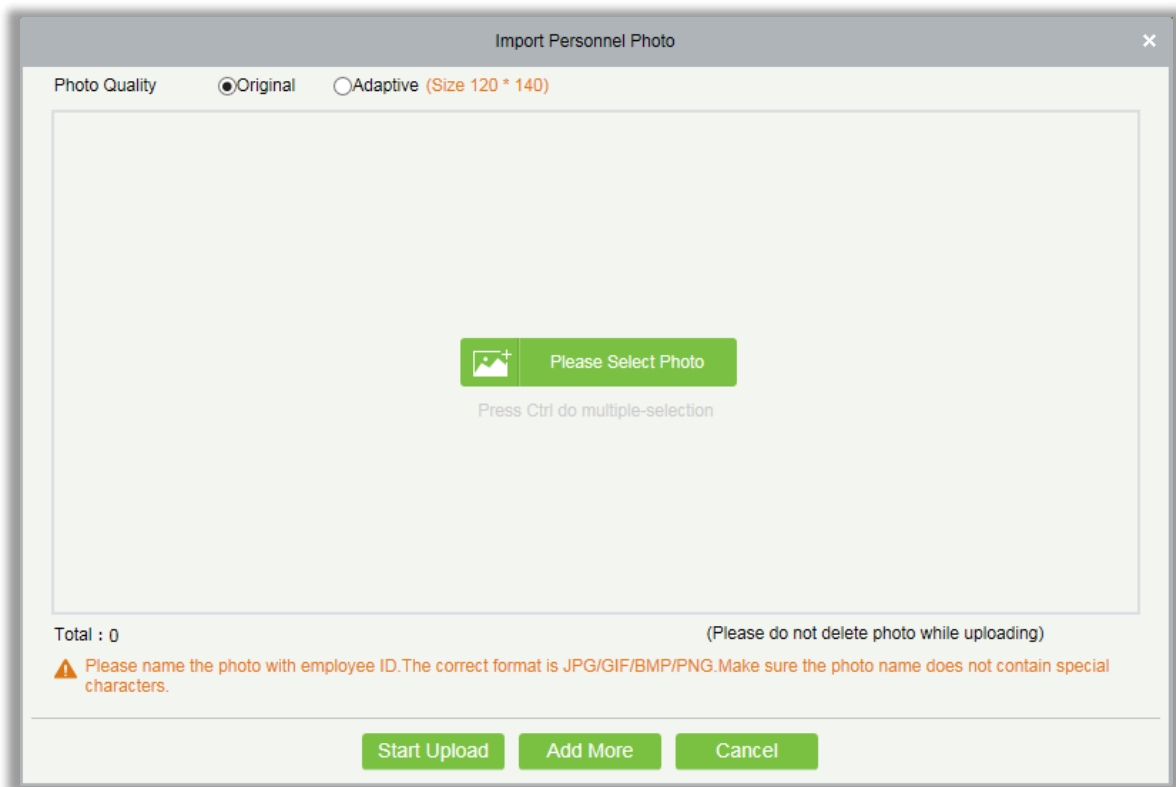 Import Personnel Photo
Photo Quality Original Adaptive (Size 120 * 140)
Please Select Photo
Press Ctrl do multiple-selection
Total : 0 (Please do not delete photo while uploading)
Please name the photo with employee ID.The correct format is JPG/GIF/BMP/PNG.Make sure the photo name does not contain special
characters.
Start Upload Add More Cancel